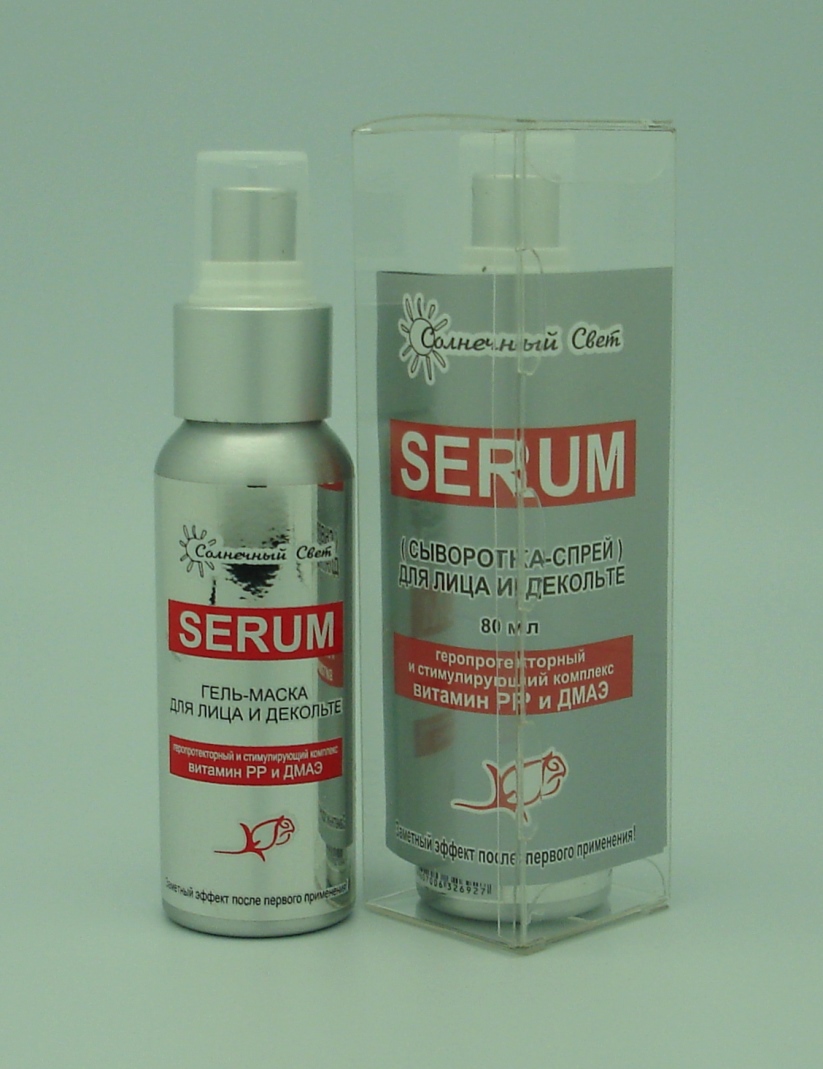 Солнечный Свет
SERUM
ГЕЛЬ-МАСКА
ДЛЯ ЛИЦА И ДЕКОЛЬТЕ
геропротекторный и стимулирующий комплекс
витамин РР и ДМАЭ
Заметный эффект после первого применения!
Солнечный Свет
SERUM
(СЫВОРОТКА-СПРЕЙ)
ДЛЯ ЛИЦА И ДЕКОЛЬТЕ
80 мл
геропротекторный
и стимулирующий комплекс
витамин РР и ДМАЭ
Заметный эффект после первого применения!